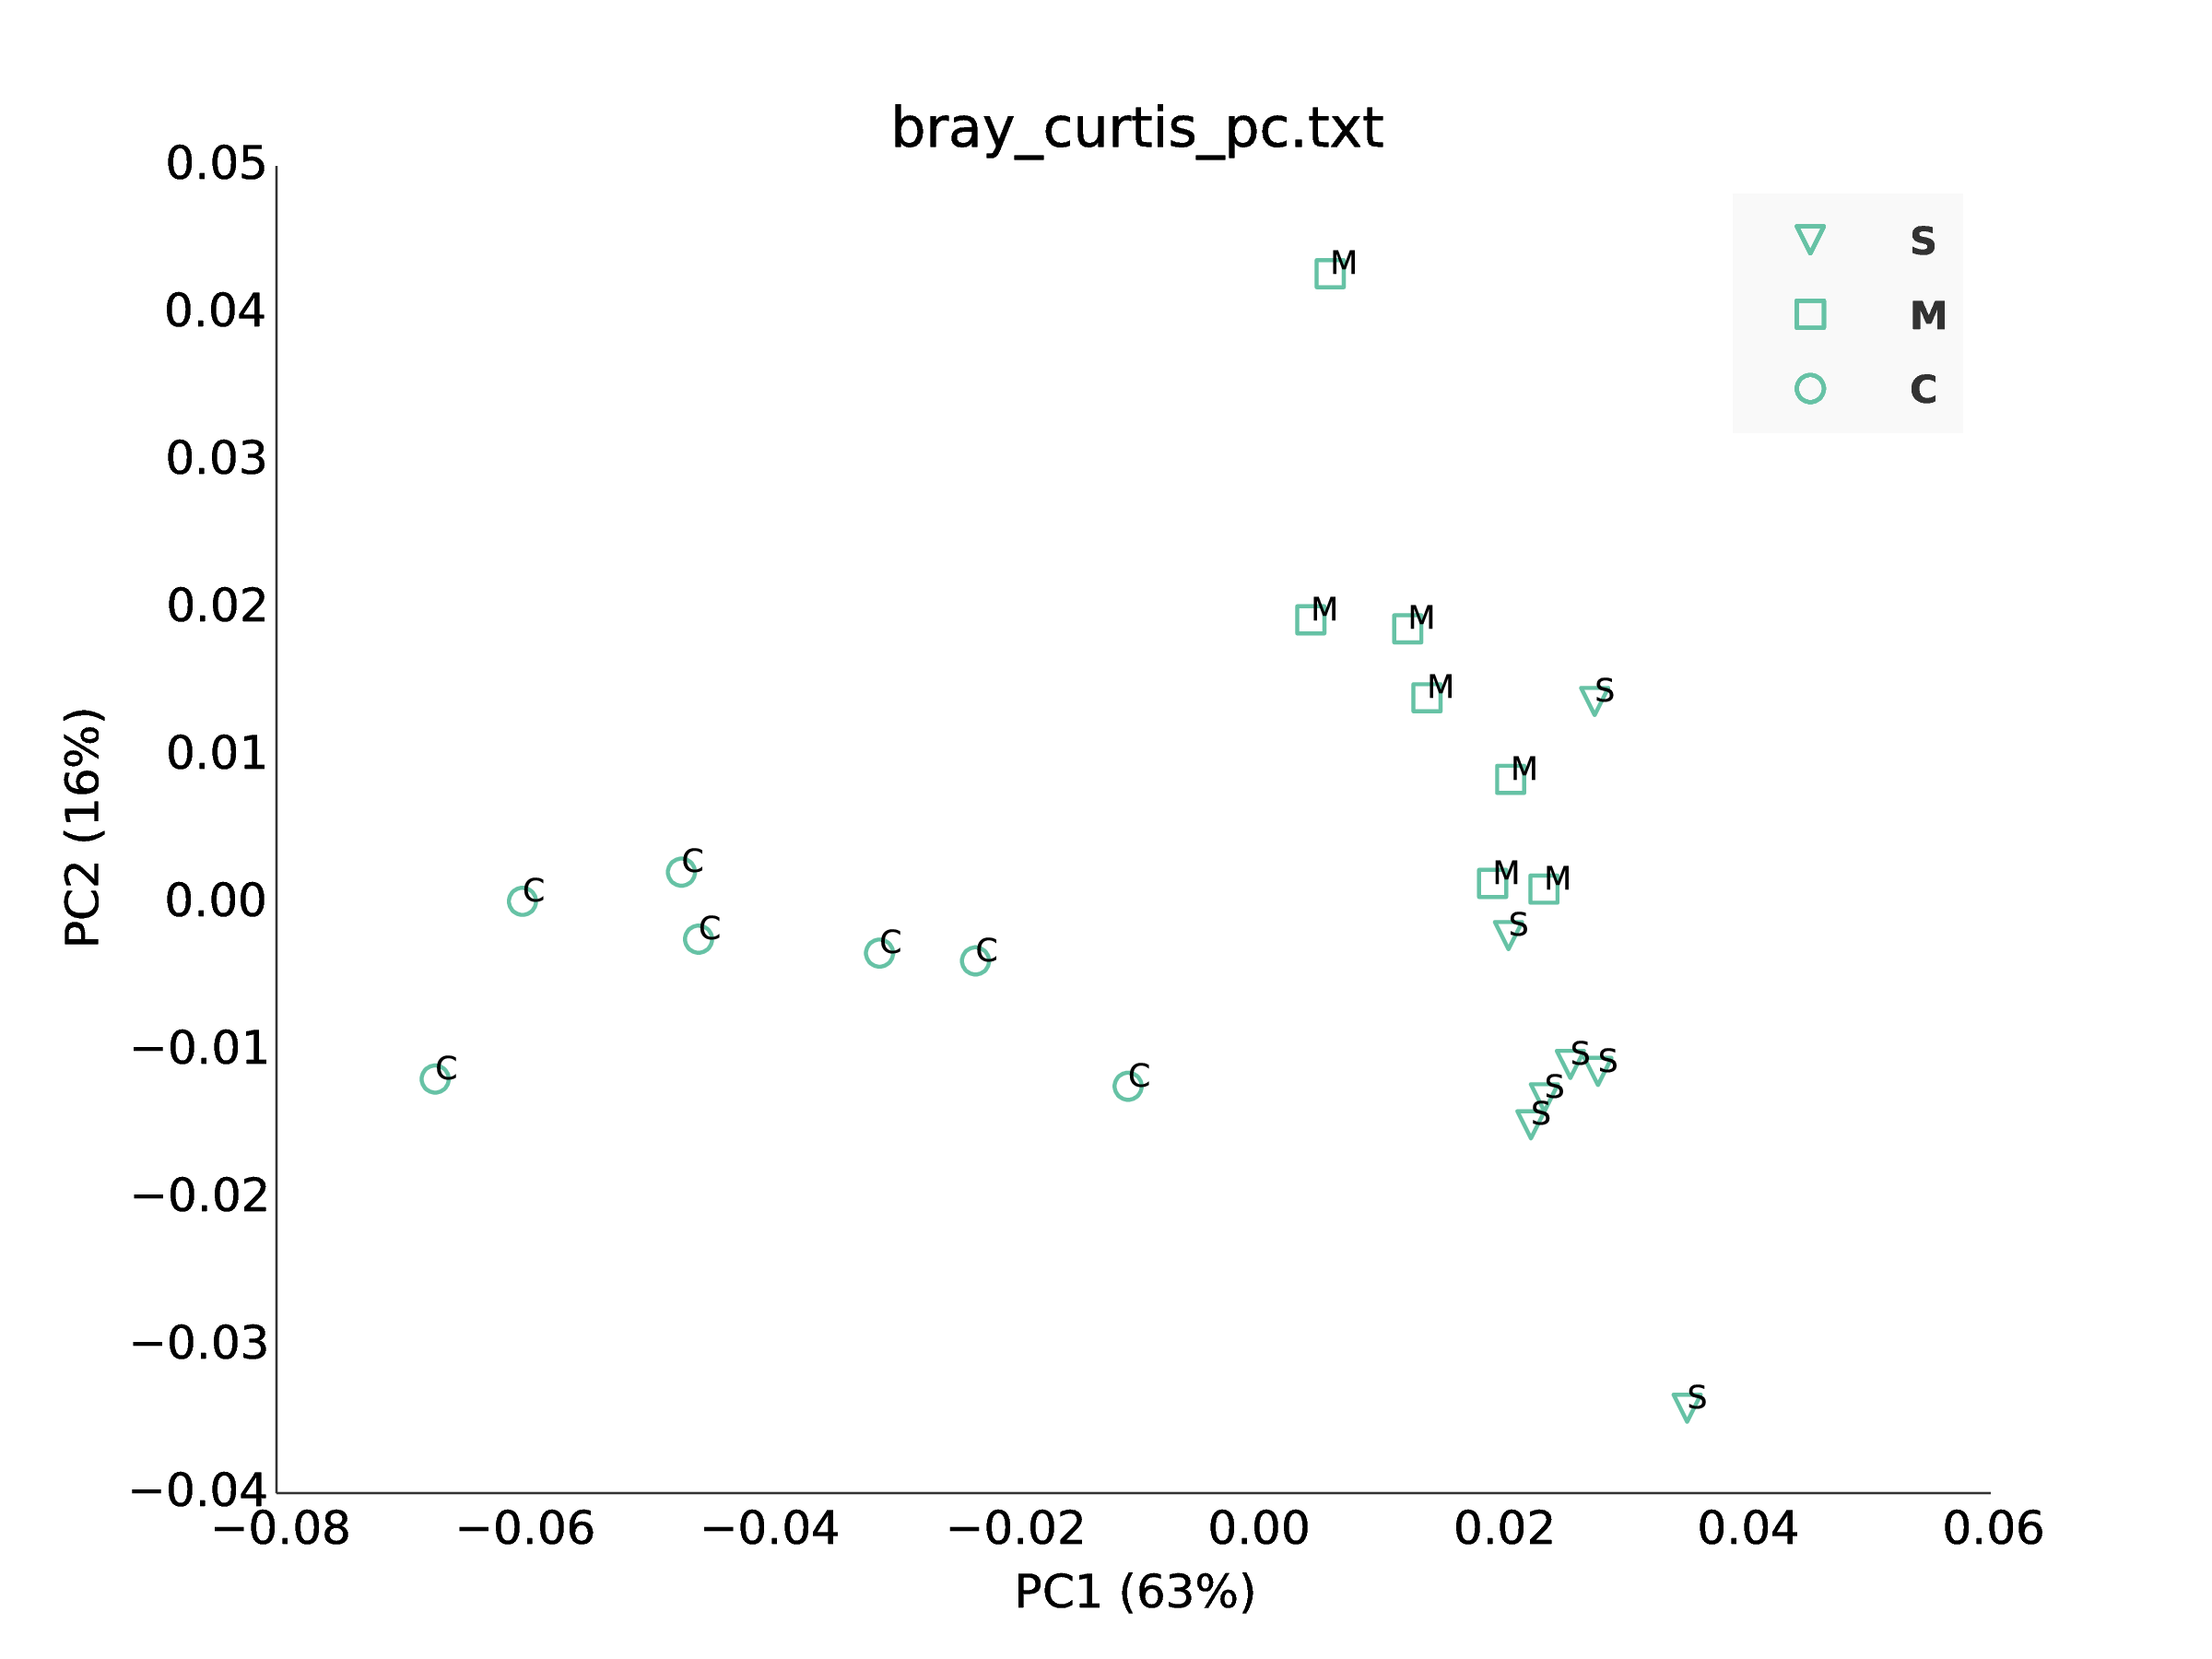 bray_curtis_pc.txt
0.05
0.04
0.03
0.02
0.01
0.00
−0.01
−0.02
−0.03
−0.04
PC2 (16%)
S
M
C
M
M
M
M
S
M
M
M
S
C
C
C
C
C
C
C
S
S
S
S
S
−0.08 −0.06 −0.04 −0.02 0.00 0.02 0.04 0.06
PC1 (63%)